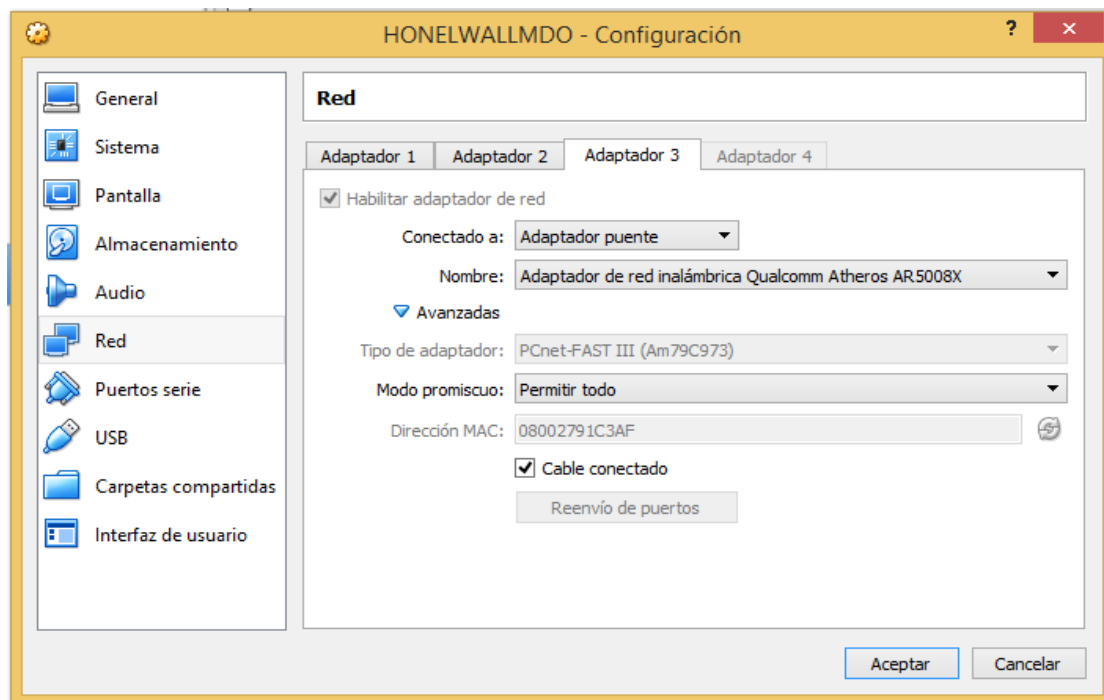 HONELWALLMDO - Configuración
?
General
Sistema
Pantalla
Almacenamiento
Audio
Red
Puertos serie
USB
Carpetas compartidas
Interfaz de usuario
Red
Adaptador 1 Adaptador 2 Adaptador 3 Adaptador 4
Habilitar adaptador de red
Conectado a: Adaptador puente
Nombre: Adaptador de red inalámbrica Qualcomm Atheros AR5008X
Avanzadas
Tipo de adaptador: PCnet-FAST III (Am79C973)
Modo promiscuo: Permitir todo
Dirección MAC: 08002791C3AF
Cable conectado
Reenvío de puertos
Aceptar Cancelar